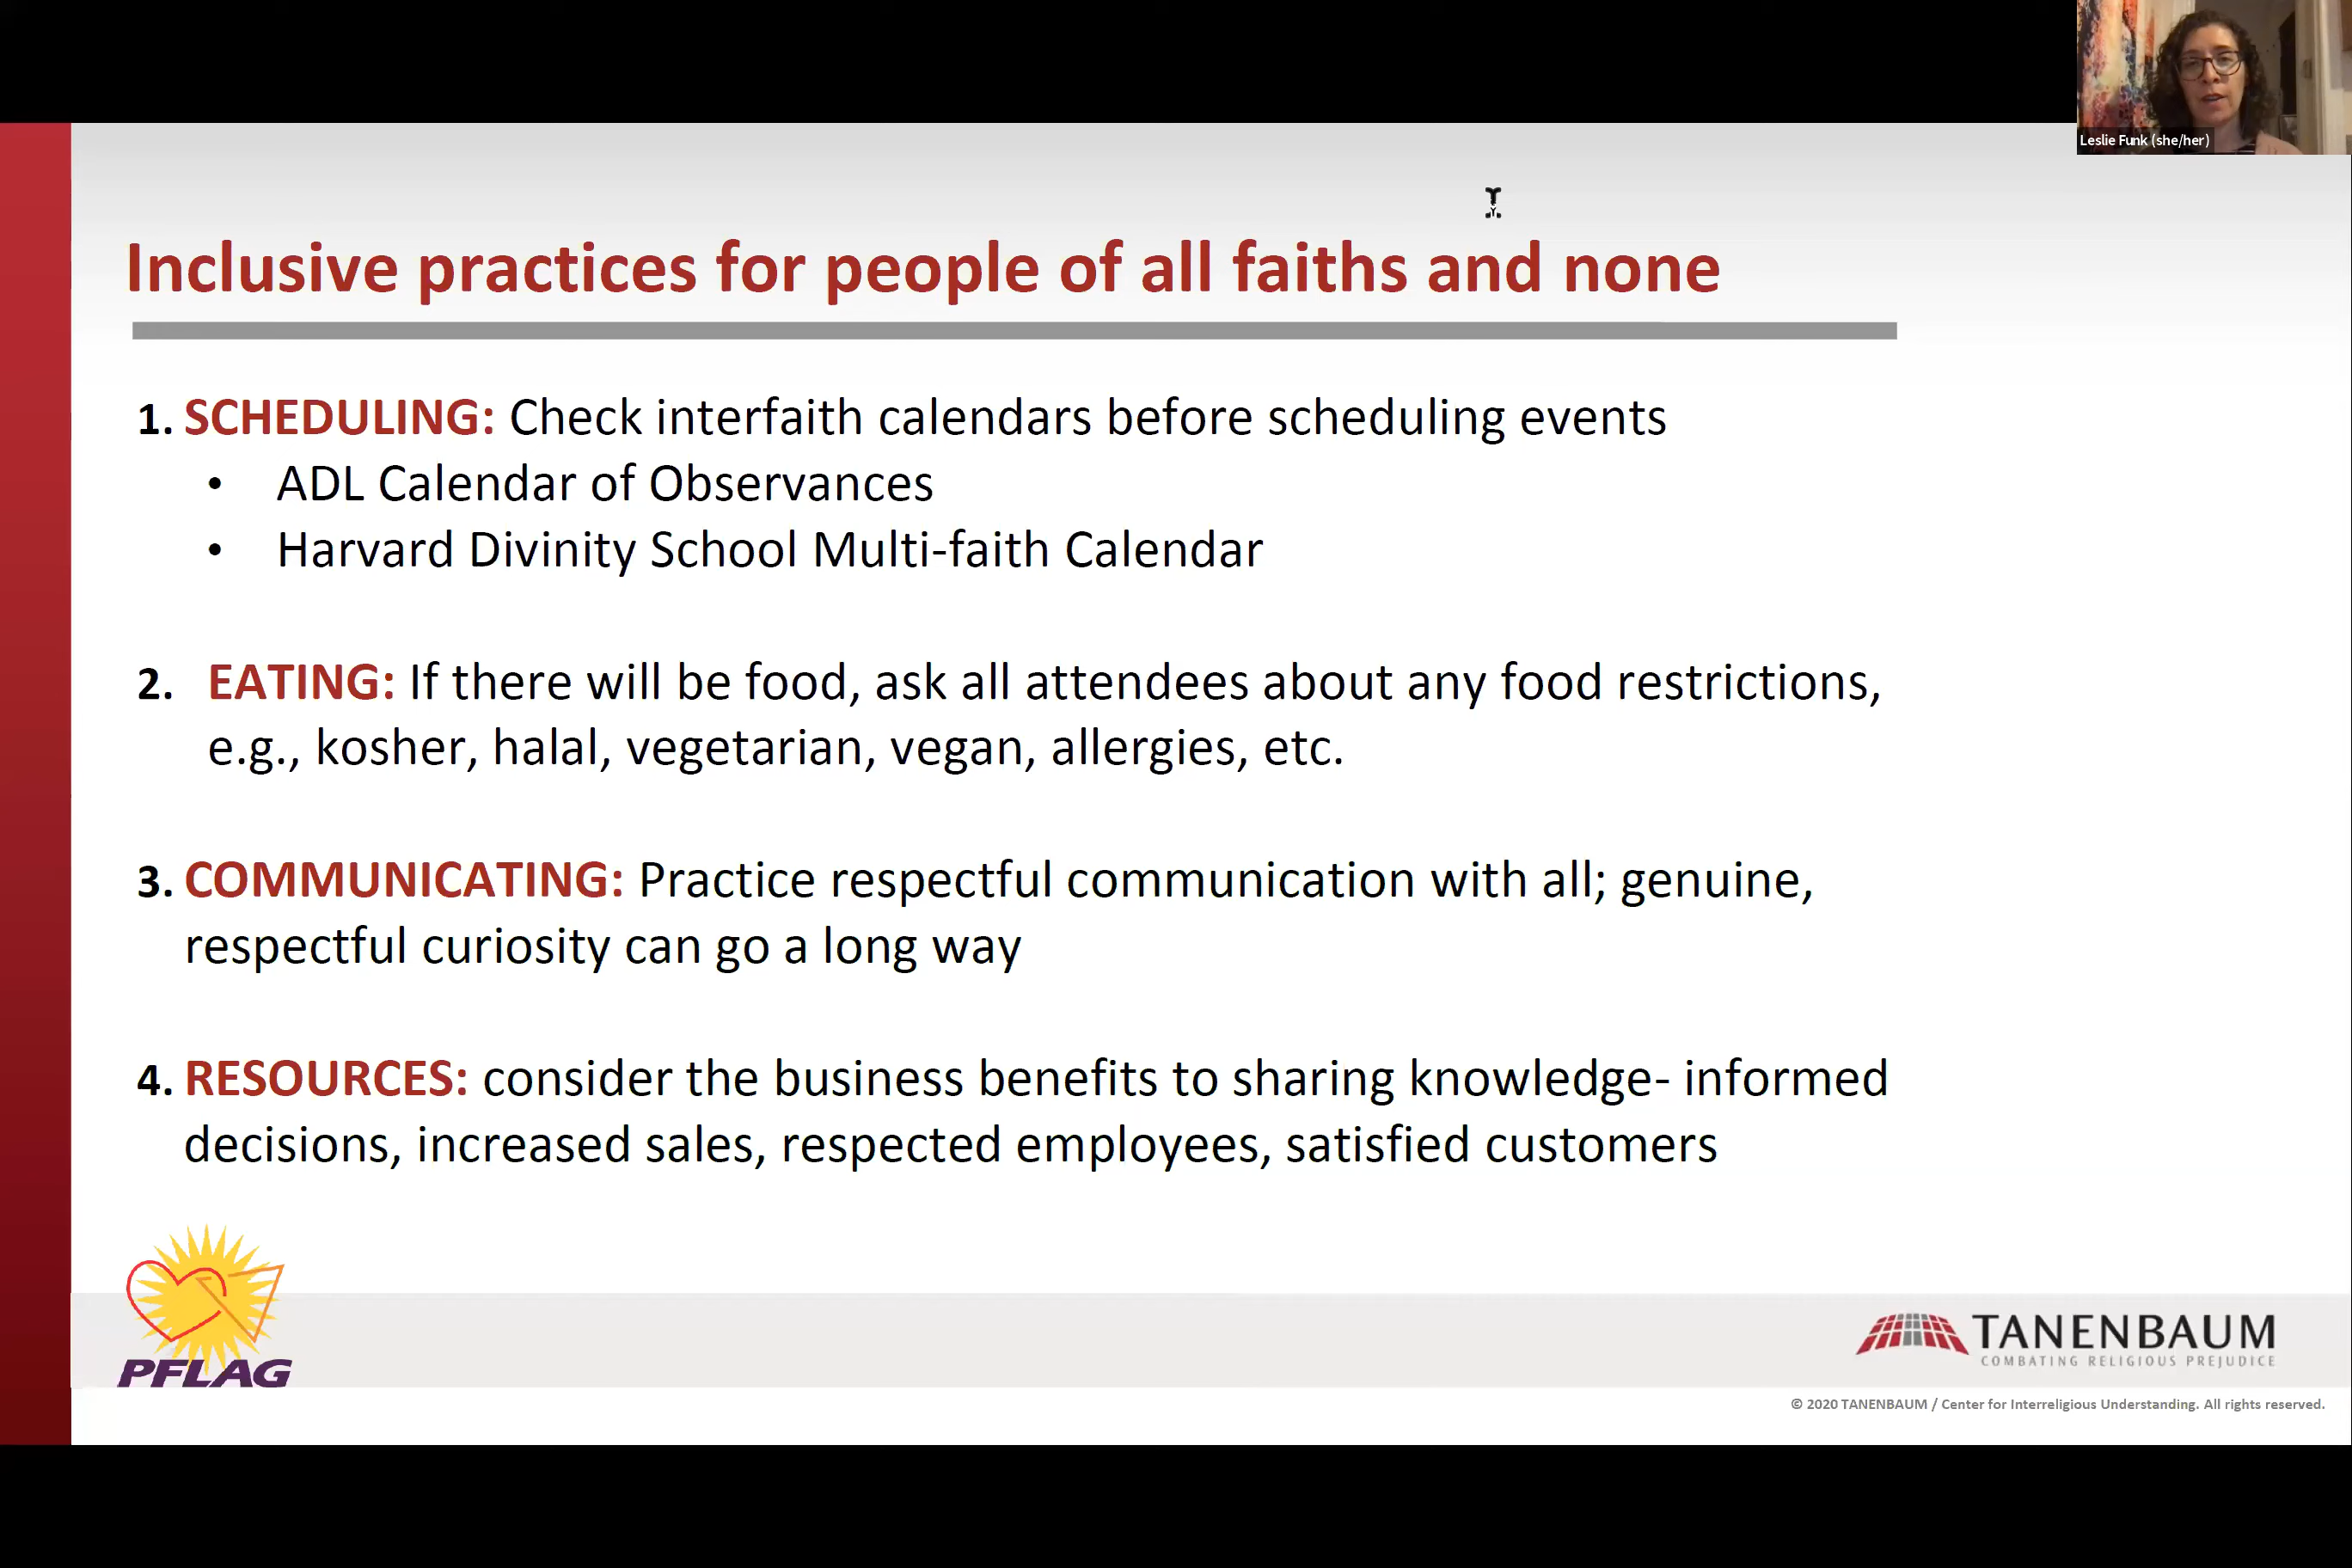 Leslie Funk (she/her)
Inclusive practices for people of all faiths and none
1. SCHEDULING: Check interfaith calendars before scheduling events
• ADL Calendar of Observances
• Harvard Divinity School Multi-faith Calendar
2. EATING: If there will be food, ask all attendees about any food restrictions,
e.g., kosher, halal, vegetarian, vegan, allergies, etc.
3. COMMUNICATING: Practice respectful communication with all; genuine,
respectful curiosity can go a long way
4. RESOURCES: consider the business benefits to sharing knowledge- informed
decisions, increased sales, respected employees, satisfied customers
PFLAG
TANENBAUM
COMBATING RELIGIOUS PREJUDICE
© 2020 TANENBAUM / Center for Interreligious Understanding. All rights reserved.